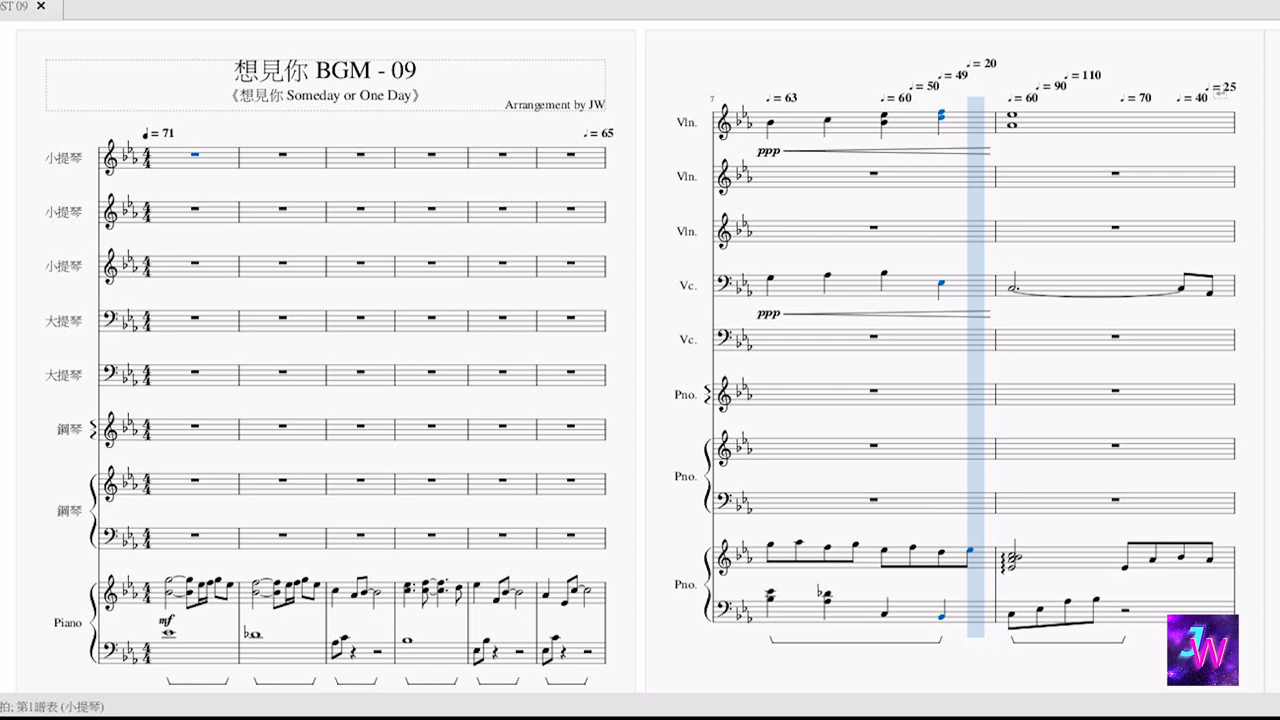 OST 09 ×
想見你 BGM - 09
《想見你 Someday or One Day》
Arrangement by JW
♩ = 71
♩ = 65
小提琴
小提琴
小提琴
大提琴
大提琴
鋼琴
鋼琴
Piano
mf
7
♩ = 63
♩ = 60
♩ = 50
♩ = 49
♩ = 20
♩ = 60
♩ = 90
♩ = 110
♩ = 70
♩ = 40
♩ = 25
Vln.
ppp
Vln.
Vln.
Vc.
ppp
Vc.
Pno.
Pno.
Pno.
JW
拍; 第1譜表 (小提琴)